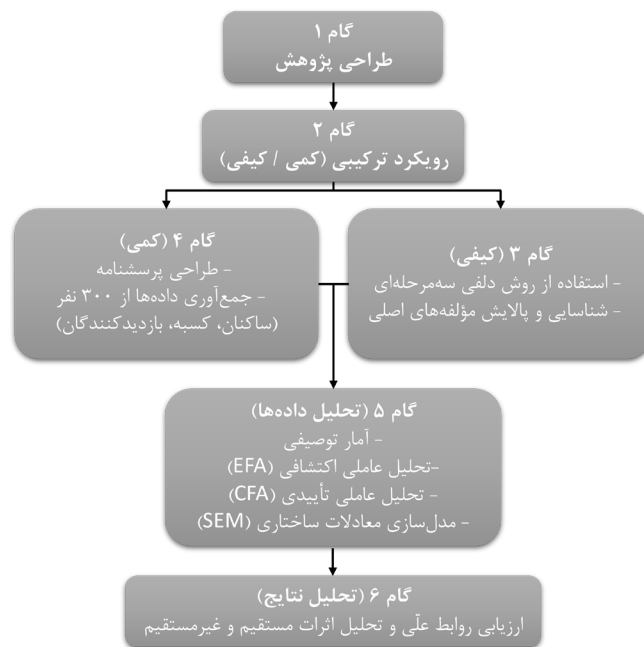 گام ۱
طراحی پژوهش
گام ۲
رویکرد ترکیبی (کمی / کیفی)
گام ۳ (کیفی)
- استفاده از روش دلفی سه‌مرحله‌ای
- شناسایی و پالایش مؤلفه‌های اصلی
گام ۴ (کمی)
- طراحی پرسشنامه
- جمع‌آوری داده‌ها از ۳۰۰ نفر
(ساکنان، کسبه، بازدیدکنندگان)
گام ۵ (تحلیل داده‌ها)
- آمار توصیفی
-تحلیل عاملی اکتشافی (EFA)
- تحلیل عاملی تأییدی (CFA)
- مدل‌سازی معادلات ساختاری (SEM)
گام ۶ (تحلیل نتایج)
ارزیابی روابط علّی و تحلیل اثرات مستقیم و غیرمستقیم